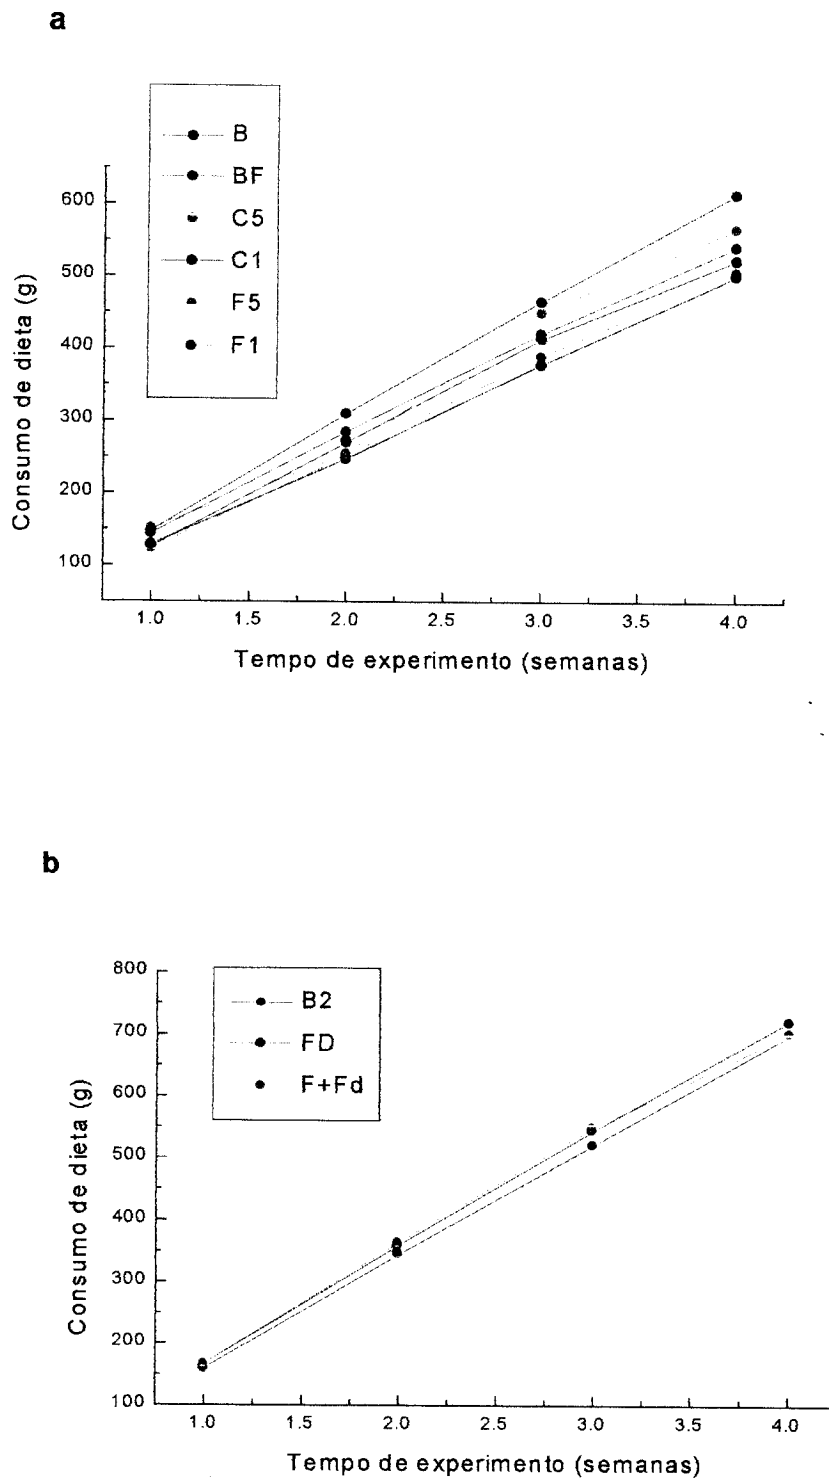 a
B
BF
C5
C1
F5
F1
600
500
400
300
200
100
Consumo de dieta (g)
1.0 1.5 2.0 2.5 3.0 3.5 4.0
Tempo de experimento (semanas)
b
B2
FD
F+Fd
800
700
600
500
400
300
200
100
Consumo de dieta (g)
1.0 1.5 2.0 2.5 3.0 3.5 4.0
Tempo de experimento (semanas)